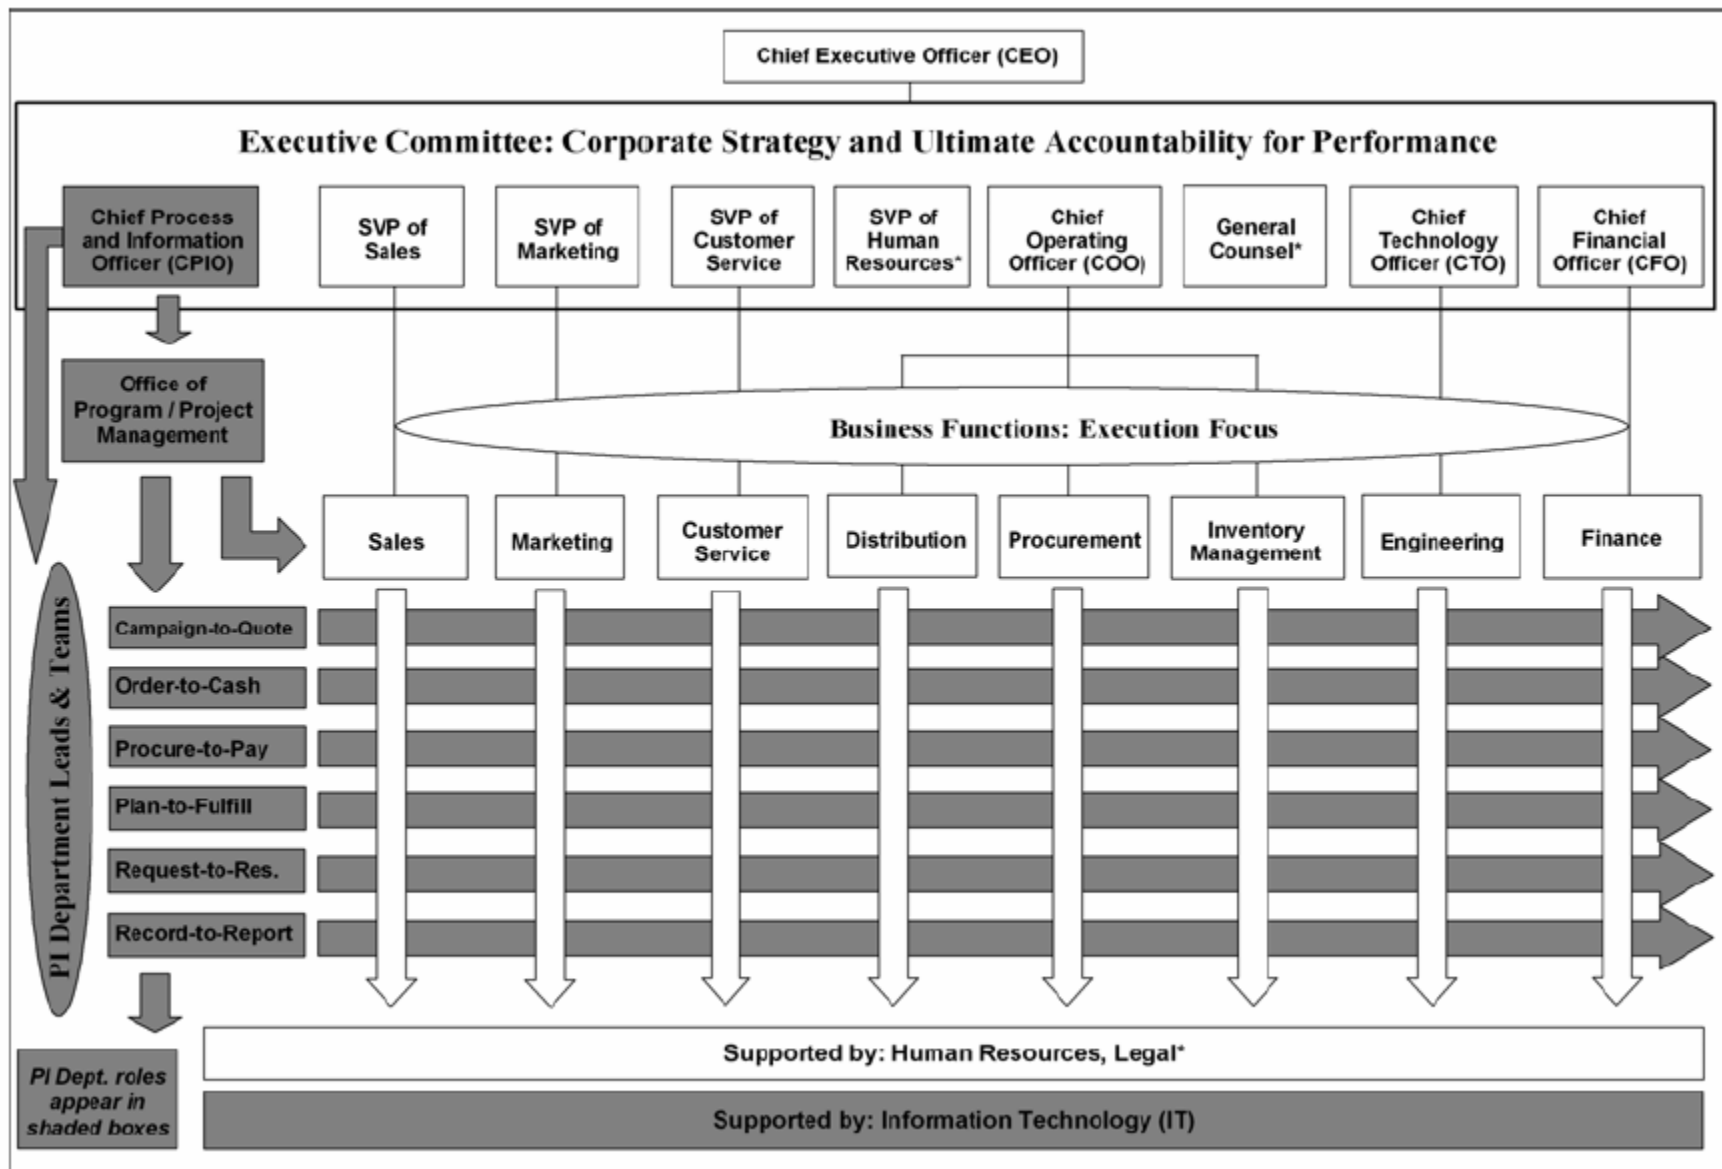 Chief Executive Officer (CEO)
Executive Committee: Corporate Strategy and Ultimate Accountability for Performance
Chief Process
and Information
Officer (CPIO)
SVP of
Sales
SVP of
Marketing
SVP of
Customer
Service
SVP of
Human
Resources*
Chief
Operating
Officer (COO)
General
Counsel*
Chief
Technology
Officer (CTO)
Chief
Financial
Officer (CFO)
Office of
Program / Project
Management
Business Functions: Execution Focus
Sales
Marketing
Customer
Service
Distribution
Procurement
Inventory
Management
Engineering
Finance
PI Department Leads & Teams
Campaign-to-Quote
Order-to-Cash
Procure-to-Pay
Plan-to-Fulfill
Request-to-Res.
Record-to-Report
PI Dept. roles
appear in
shaded boxes
Supported by: Human Resources, Legal*
Supported by: Information Technology (IT)